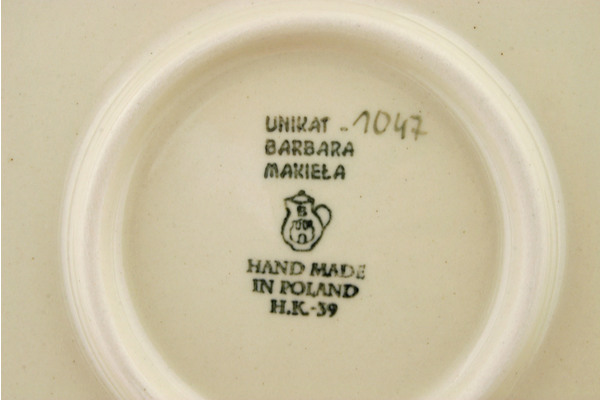 UNIKAT - 1047
BARBARA
MAKIEŁA
HAND MADE
IN POLAND
H.K.-39